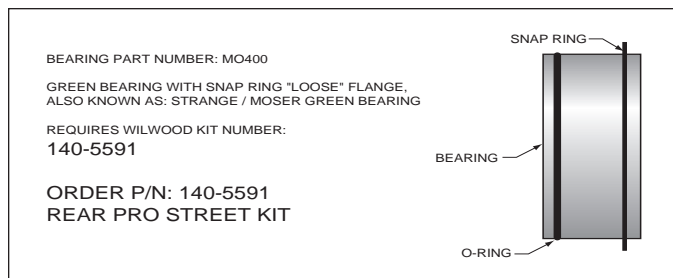 BEARING PART NUMBER: MO400
GREEN BEARING WITH SNAP RING "LOOSE" FLANGE,
ALSO KNOWN AS: STRANGE / MOSER GREEN BEARING
REQUIRES WILWOOD KIT NUMBER:
140-5591
ORDER P/N: 140-5591
REAR PRO STREET KIT
SNAP RING
BEARING
O-RING